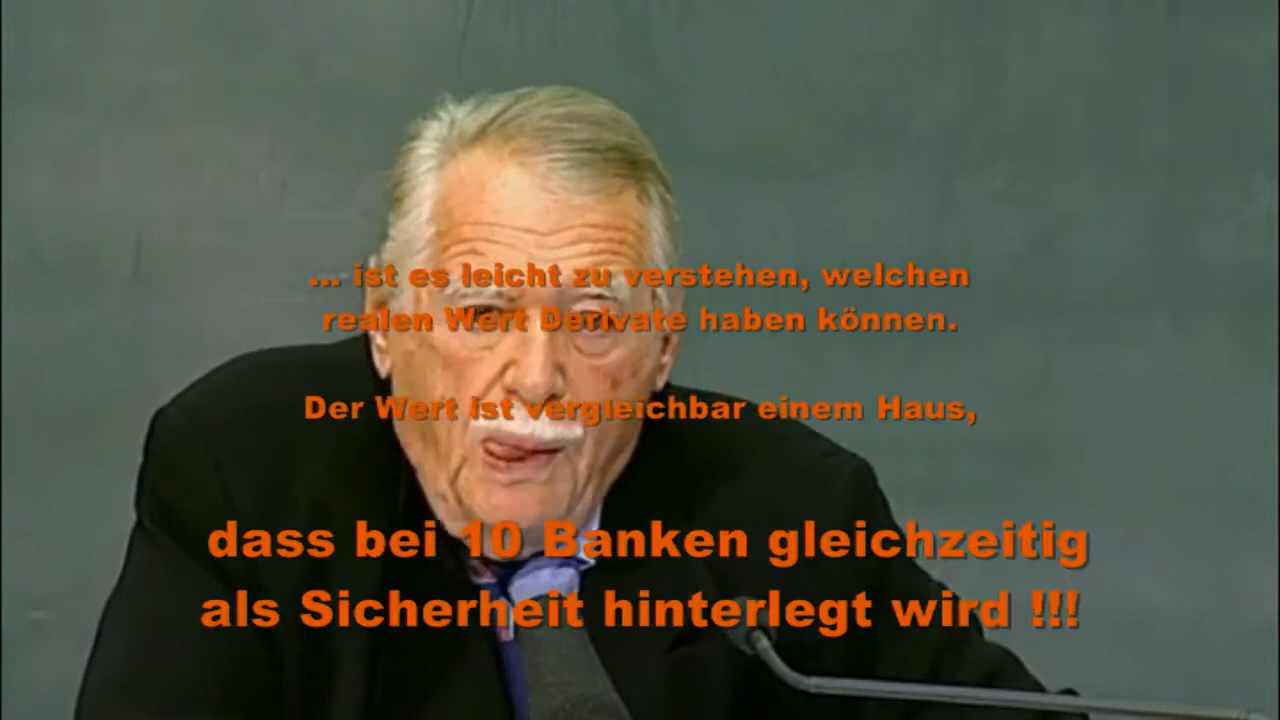 ... ist es leicht zu verstehen, welchen
realen Wert Derivate haben können.
Der Wert ist vergleichbar einem Haus,
dass bei 10 Banken gleichzeitig
als Sicherheit hinterlegt wird !!!